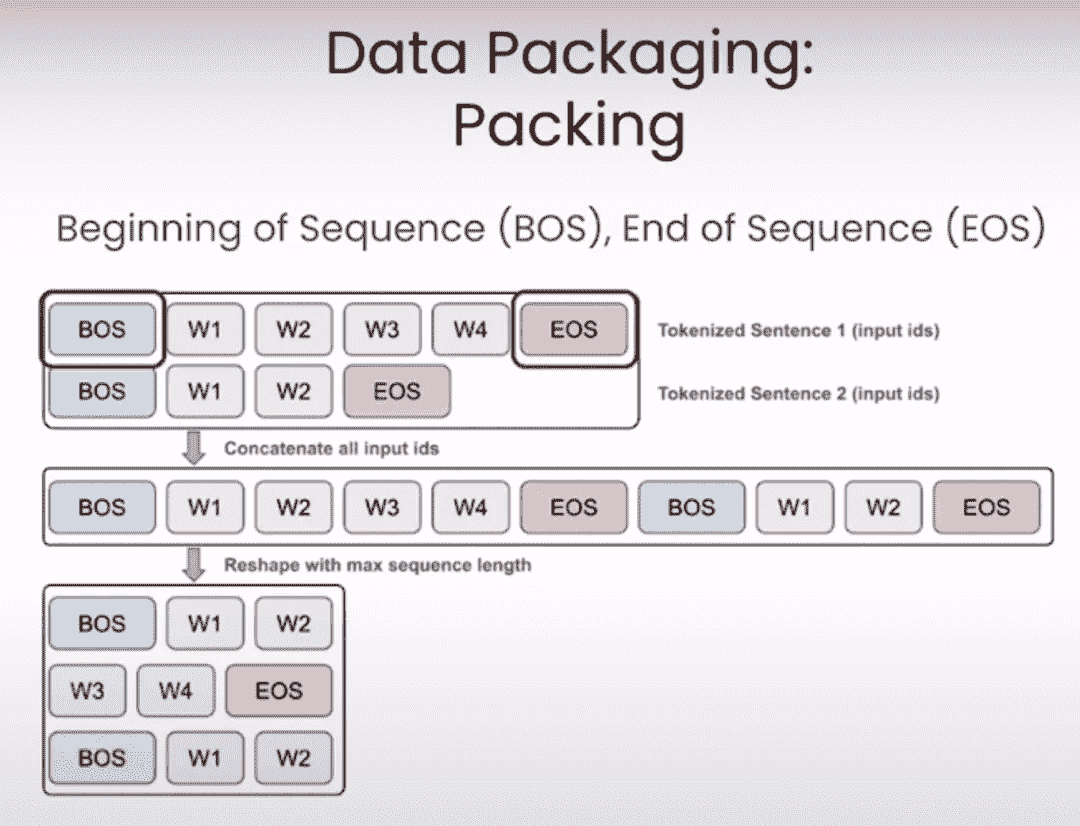 Data Packaging:
Packing
Beginning of Sequence (BOS), End of Sequence (EOS)
BOS W1 W2 W3 W4 EOS Tokenized Sentence 1 (input ids)
BOS W1 W2 EOS Tokenized Sentence 2 (input ids)
Concatenate all input ids
BOS W1 W2 W3 W4 EOS BOS W1 W2 EOS
Reshape with max sequence length
BOS W1 W2
W3 W4 EOS
BOS W1 W2